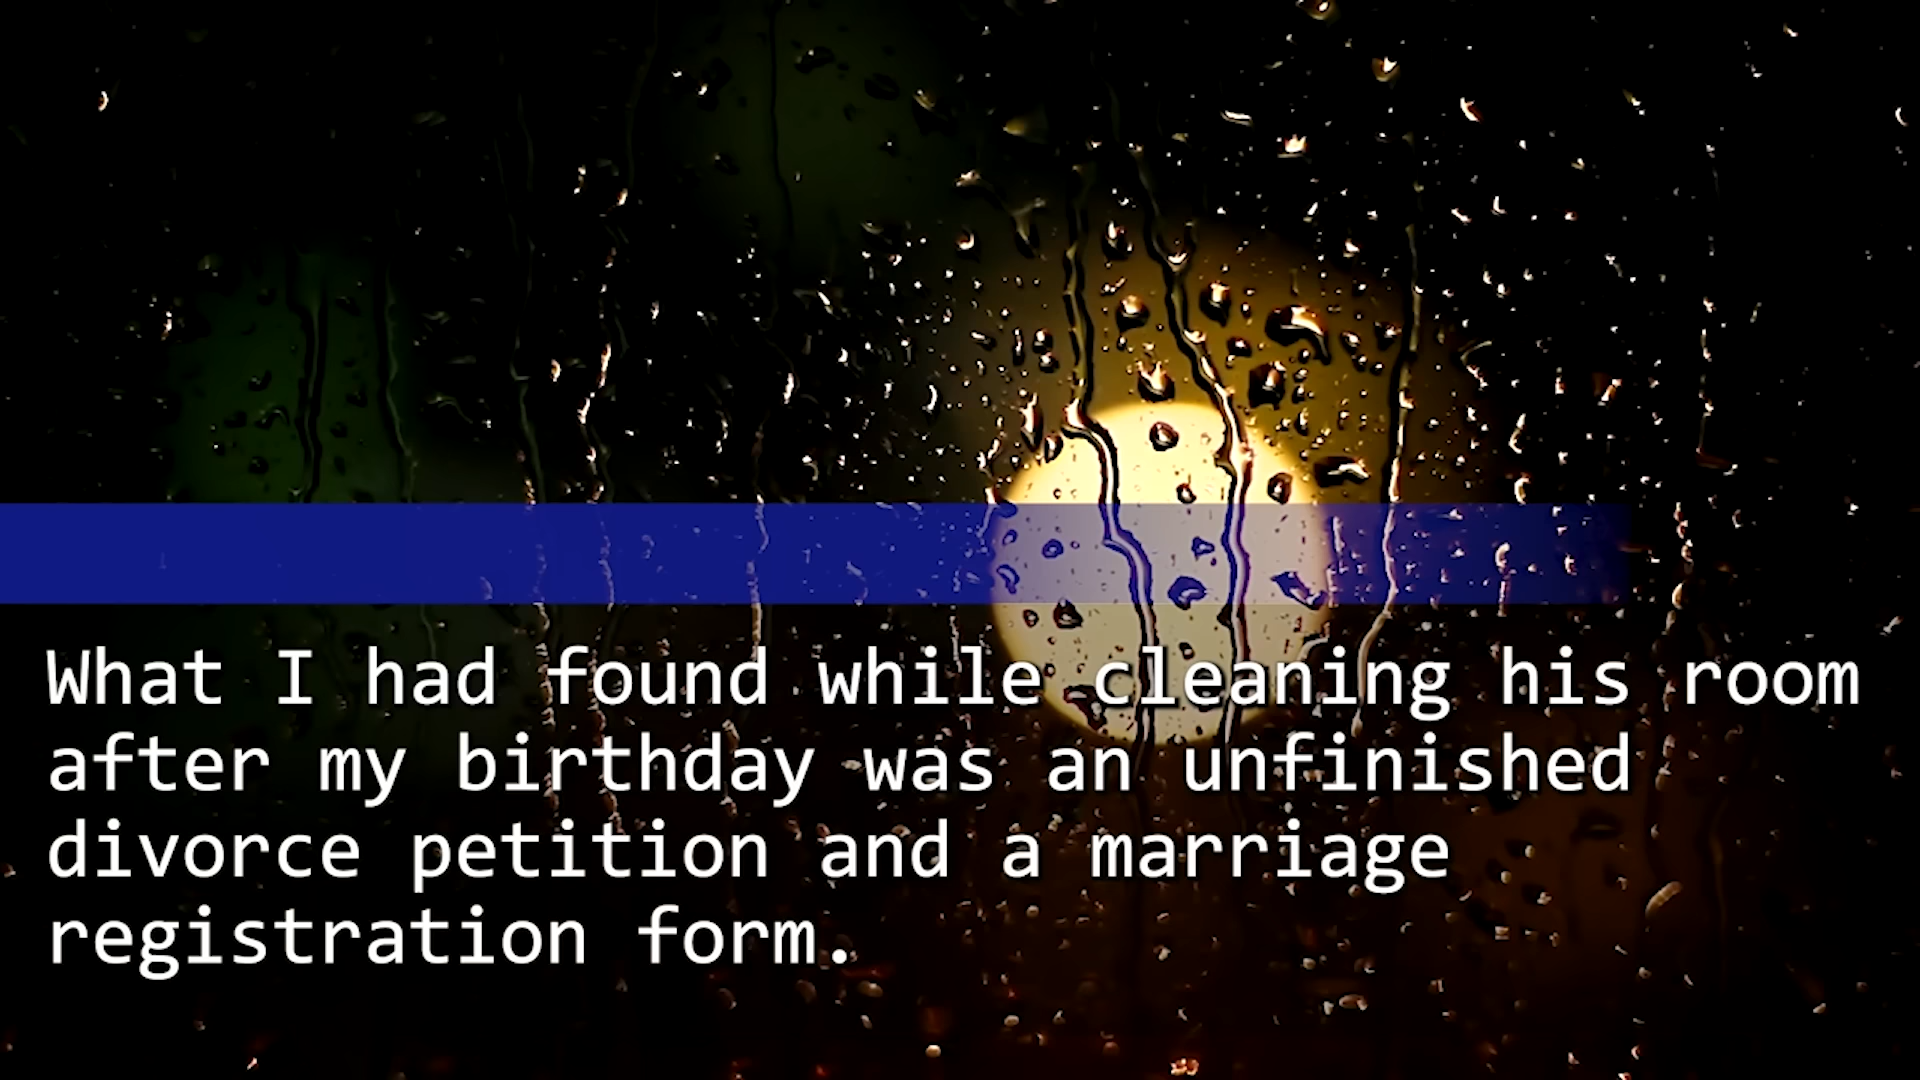 What I had found while cleaning his room
after my birthday was an unfinished
divorce petition and a marriage
registration form.